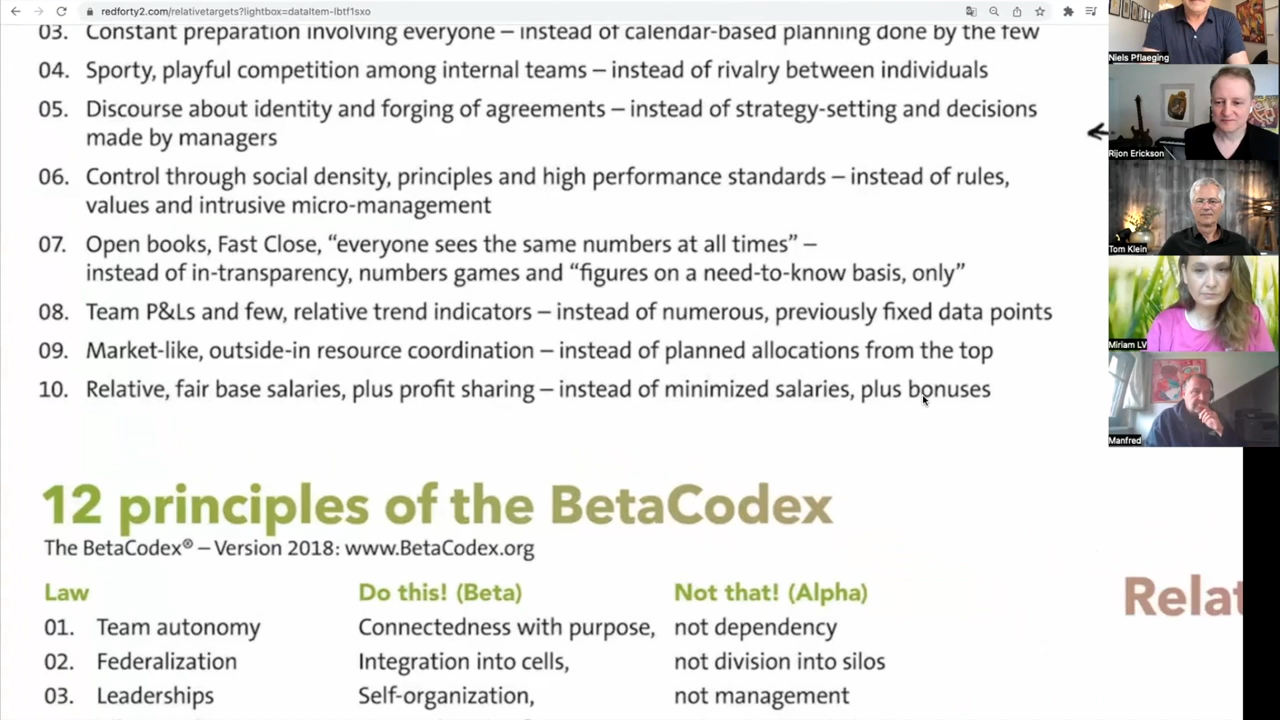 redforty2.com/relativetargets?lightbox=dataItem-lbtf1sxo
03. Constant preparation involving everyone – instead of calendar-based planning done by the few
04. Sporty, playful competition among internal teams – instead of rivalry between individuals
05. Discourse about identity and forging of agreements – instead of strategy-setting and decisions
made by managers
06. Control through social density, principles and high performance standards – instead of rules,
values and intrusive micro-management
07. Open books, Fast Close, “everyone sees the same numbers at all times” –
instead of in-transparency, numbers games and “figures on a need-to-know basis, only”
08. Team P&Ls and few, relative trend indicators – instead of numerous, previously fixed data points
09. Market-like, outside-in resource coordination – instead of planned allocations from the top
10. Relative, fair base salaries, plus profit sharing – instead of minimized salaries, plus bonuses
12 principles of the BetaCodex
The BetaCodex® – Version 2018: www.BetaCodex.org
Law Do this! (Beta) Not that! (Alpha)
01. Team autonomy Connectedness with purpose, not dependency
02. Federalization Integration into cells, not division into silos
03. Leaderships Self-organization, not management
Relat
Niels Pflaeging
Rijon Erickson
Tom Klein
Miriam LV
Manfred